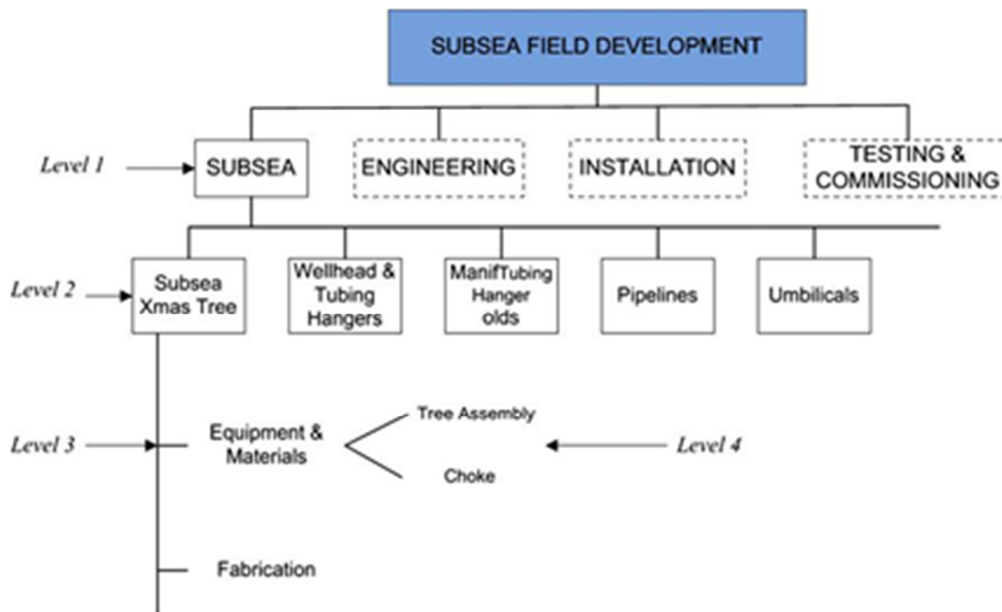 SUBSEA FIELD DEVELOPMENT
Level 1
SUBSEA
ENGINEERING
INSTALLATION
TESTING &
COMMISSIONING
Level 2
Subsea
Xmas Tree
Wellhead &
Tubing
Hangers
ManifTubing
Hanger
olds
Pipelines
Umbilicals
Level 3
Equipment &
Materials
Tree Assembly
Choke
Level 4
Fabrication